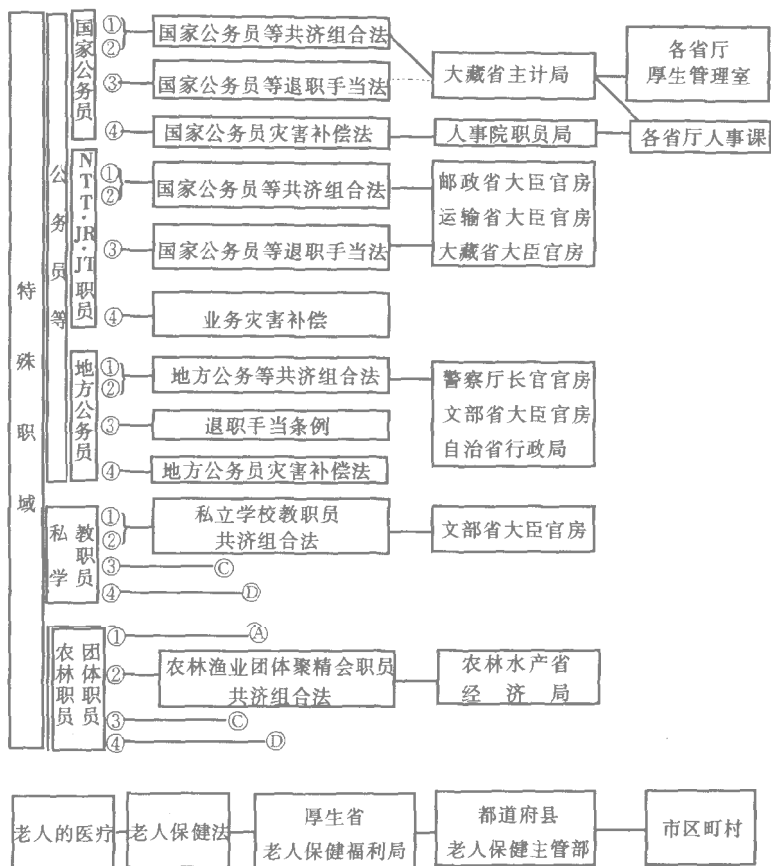 特殊职域
公务员等
国家公务员
①
②
国家公务员等共济组合法
大藏省主计局
各省厅
厚生管理室
③
国家公务员等退职手当法
④
国家公务员灾害补偿法
人事院职员局
各省厅人事课
NTT·JR·JT职员
①
②
国家公务员等共济组合法
邮政省大臣官房
运输省大臣官房
大藏省大臣官房
③
国家公务员等退职手当法
④
业务灾害补偿
地方公务员
①
②
地方公务等共济组合法
警察厅长官官房
文部省大臣官房
自治省行政局
③
退职手当条例
④
地方公务员灾害补偿法
私学
教职员
①
②
私立学校教职员
共济组合法
文部省大臣官房
③
Ⓒ
④
Ⓓ
农林职员
团体职员
①
Ⓐ
②
农林渔业团体聚精会职员
共济组合法
农林水产省
经济局
③
Ⓒ
④
Ⓓ
老人的医疗
老人保健法
厚生省
老人保健福利局
都道府县
老人保健主管部
市区町村